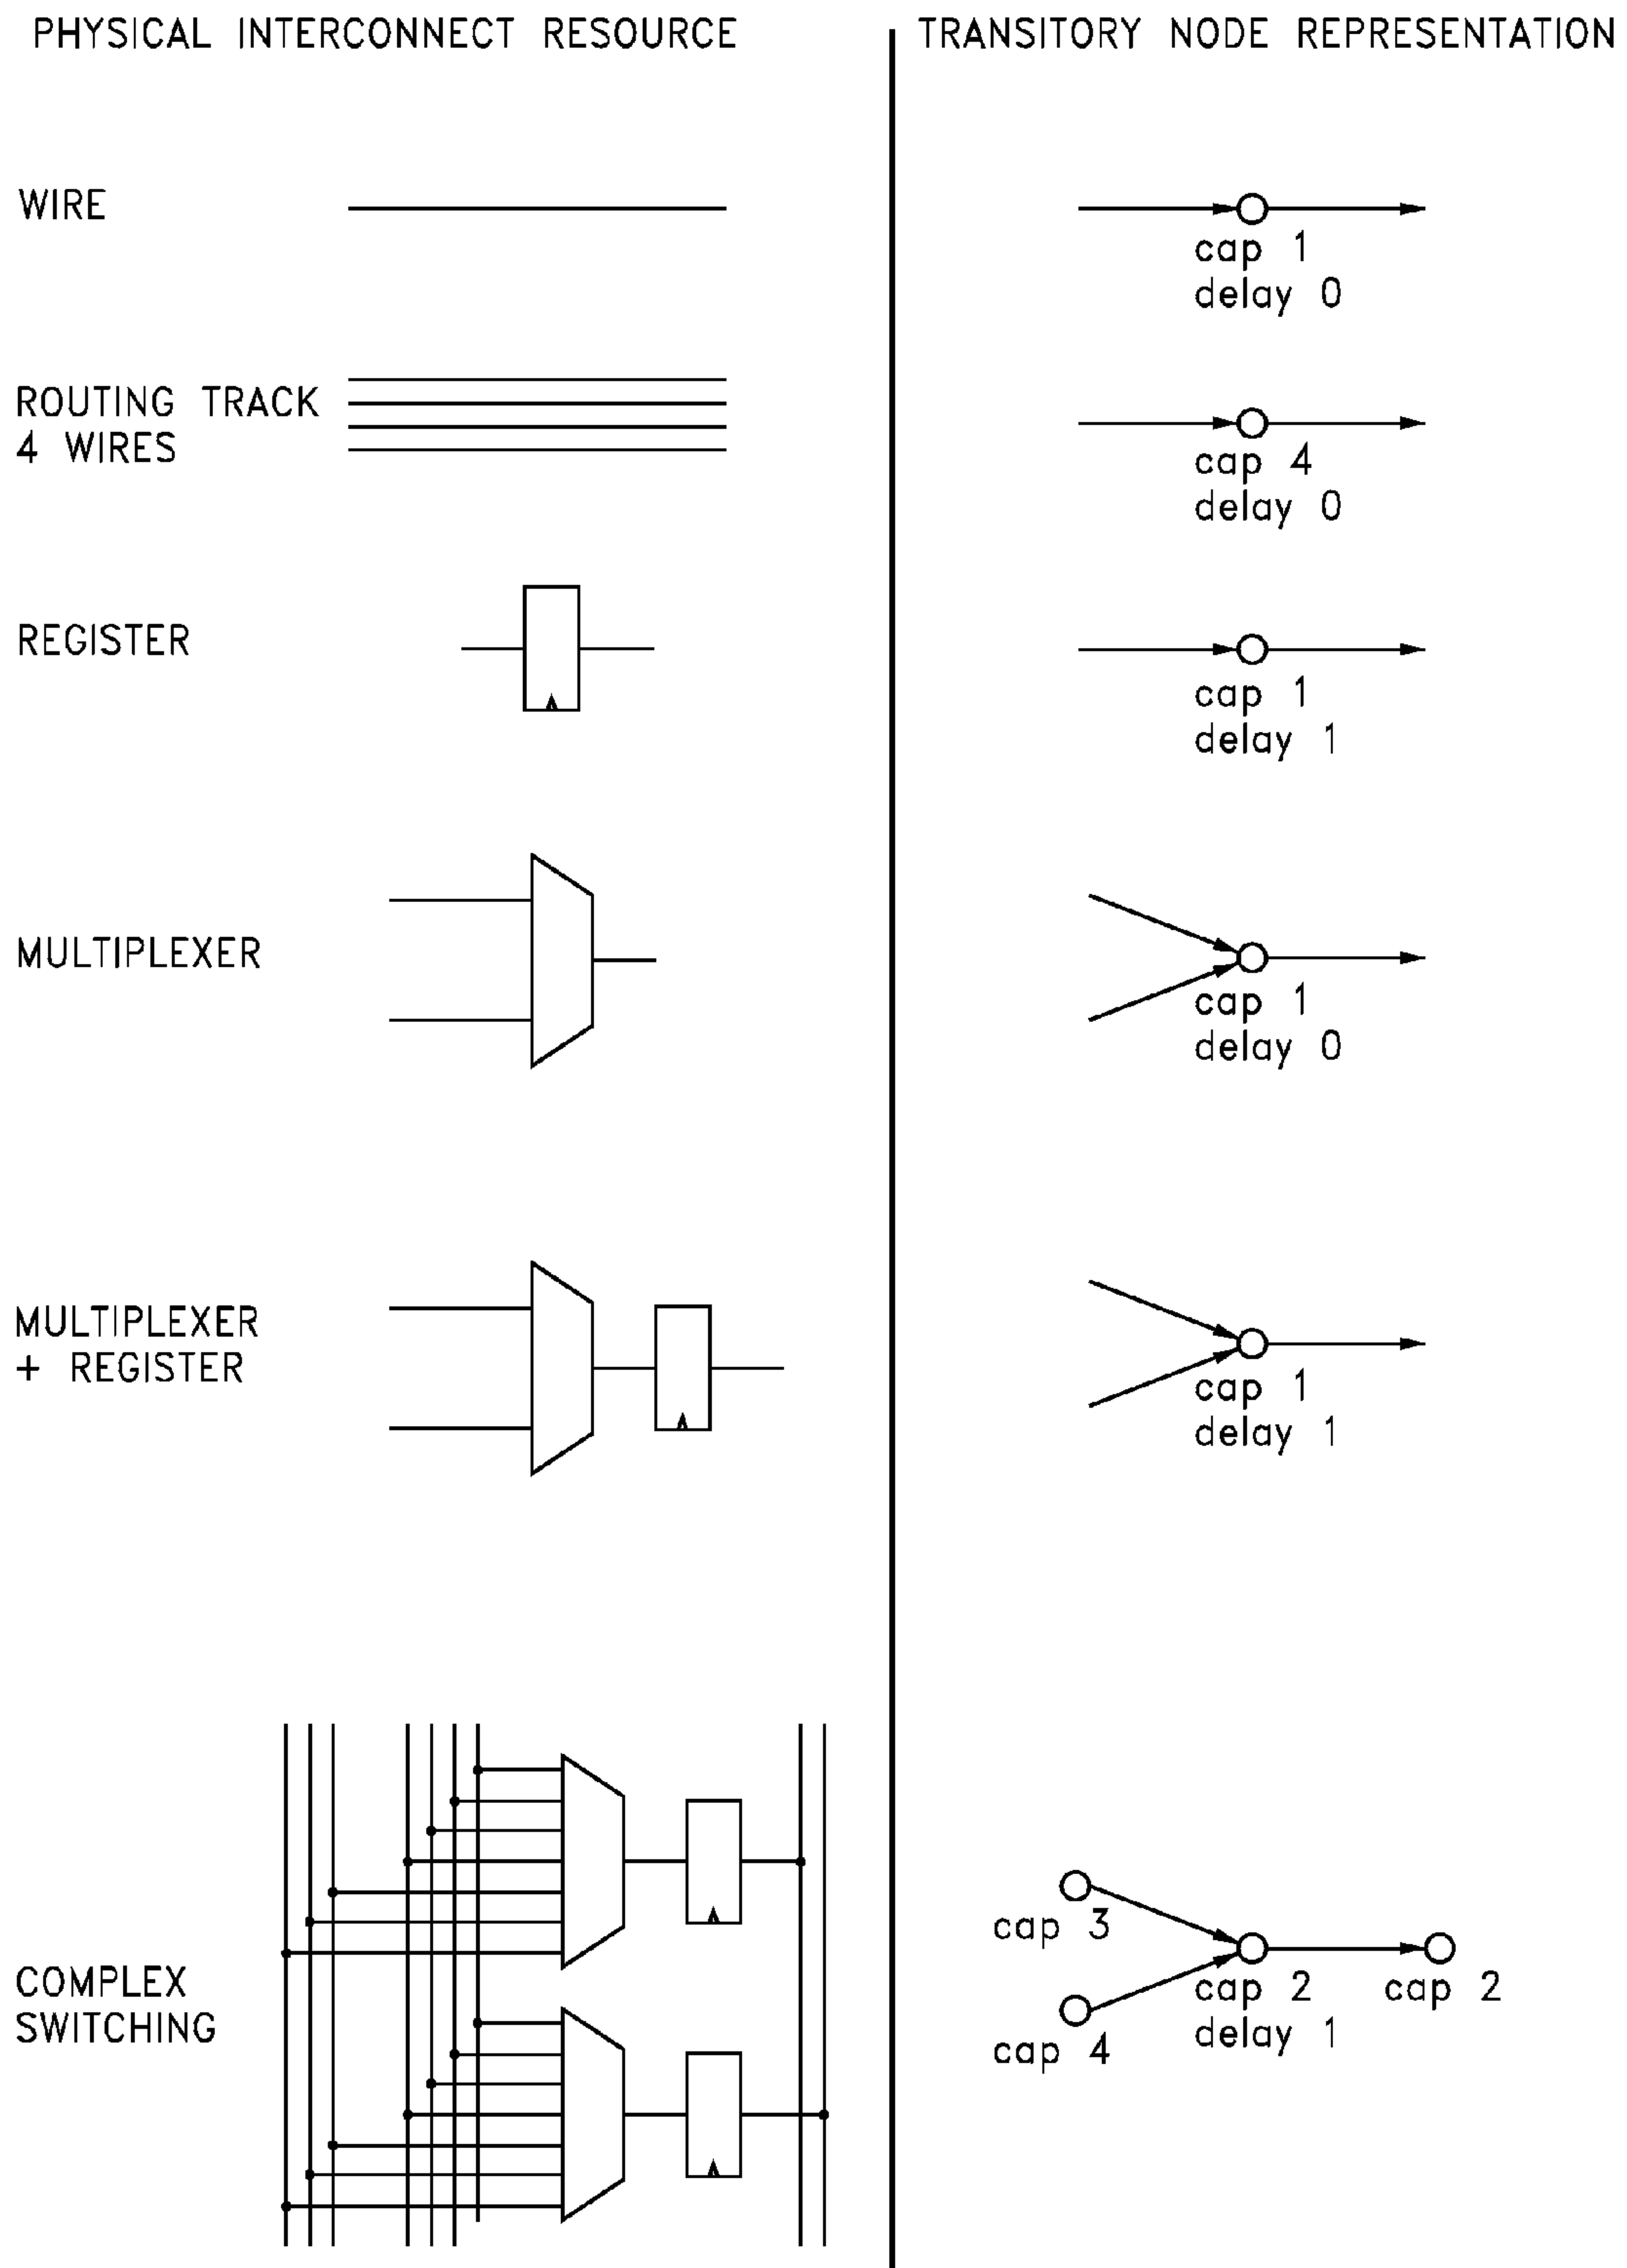 PHYSICAL INTERCONNECT RESOURCE
TRANSITORY NODE REPRESENTATION
WIRE
cap 1
delay 0
ROUTING TRACK
4 WIRES
cap 4
delay 0
REGISTER
cap 1
delay 1
MULTIPLEXER
cap 1
delay 0
MULTIPLEXER
+ REGISTER
cap 1
delay 1
COMPLEX
SWITCHING
cap 3
cap 4
cap 2
delay 1
cap 2